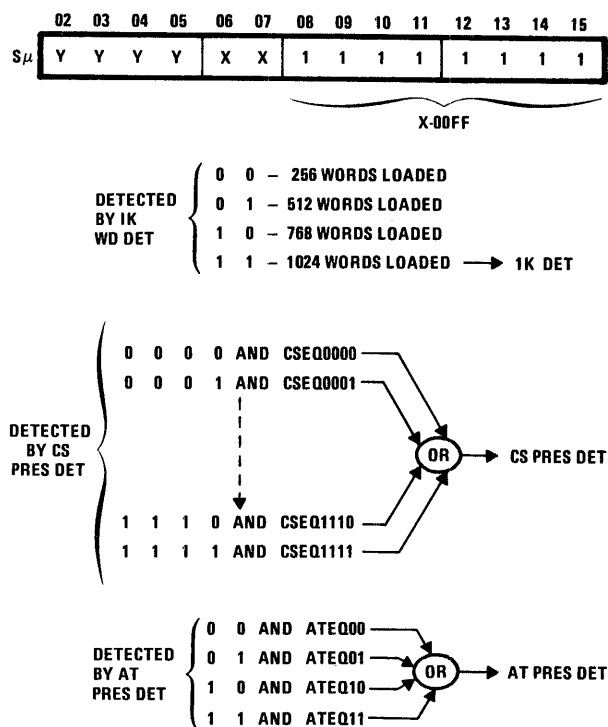 02 03 04 05 06 07 08 09 10 11 12 13 14 15
Sμ Y Y Y Y X X 1 1 1 1 1 1 1 1
X-00FF
DETECTED
BY IK
WD DET
0 0 – 256 WORDS LOADED
0 1 – 512 WORDS LOADED
1 0 – 768 WORDS LOADED
1 1 – 1024 WORDS LOADED → 1K DET
DETECTED
BY CS
PRES DET
0 0 0 0 AND CSEQ0000
0 0 0 1 AND CSEQ0001
OR
CS PRES DET
1 1 1 0 AND CSEQ1110
1 1 1 1 AND CSEQ1111
DETECTED
BY AT
PRES DET
0 0 AND ATEQ00
0 1 AND ATEQ01
1 0 AND ATEQ10
1 1 AND ATEQ11
OR
AT PRES DET